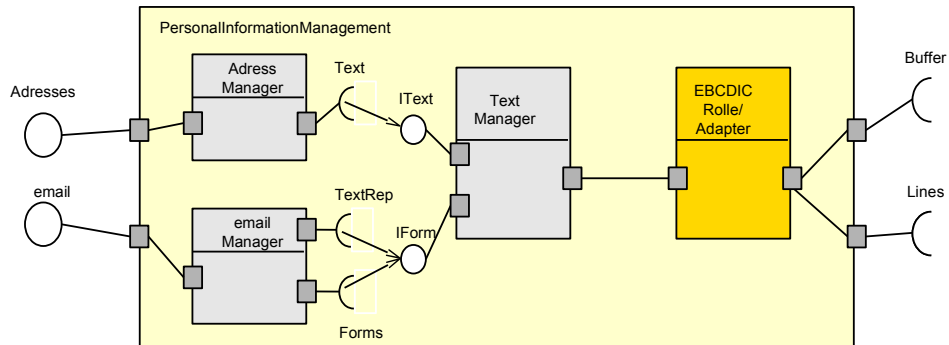 PersonalInformationManagement
Adress
Manager
Text
IText
Text
Manager
EBCDIC
Rolle/
Adapter
Buffer
Adresses
email
email
Manager
TextRep
IForm
Forms
Lines